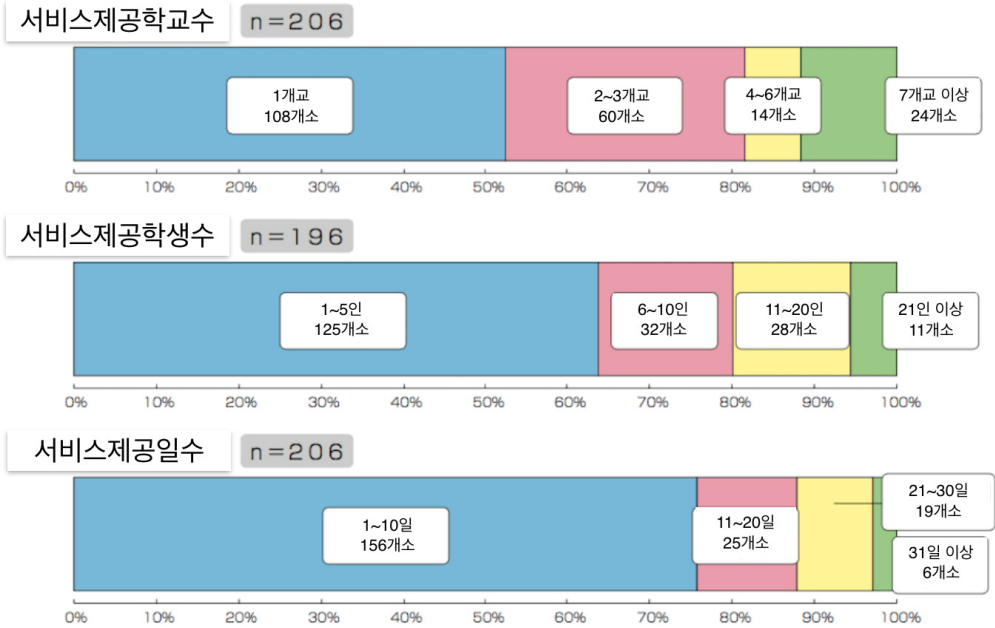 서비스제공학교수 n=206
1개교
108개소
2~3개교
60개소
4~6개교
14개소
7개교 이상
24개소
0% 10% 20% 30% 40% 50% 60% 70% 80% 90% 100%
서비스제공학생수 n=196
1~5인
125개소
6~10인
32개소
11~20인
28개소
21인 이상
11개소
0% 10% 20% 30% 40% 50% 60% 70% 80% 90% 100%
서비스제공일수 n=206
1~10일
156개소
11~20일
25개소
21~30일
19개소
31일 이상
6개소
0% 10% 20% 30% 40% 50% 60% 70% 80% 90% 100%